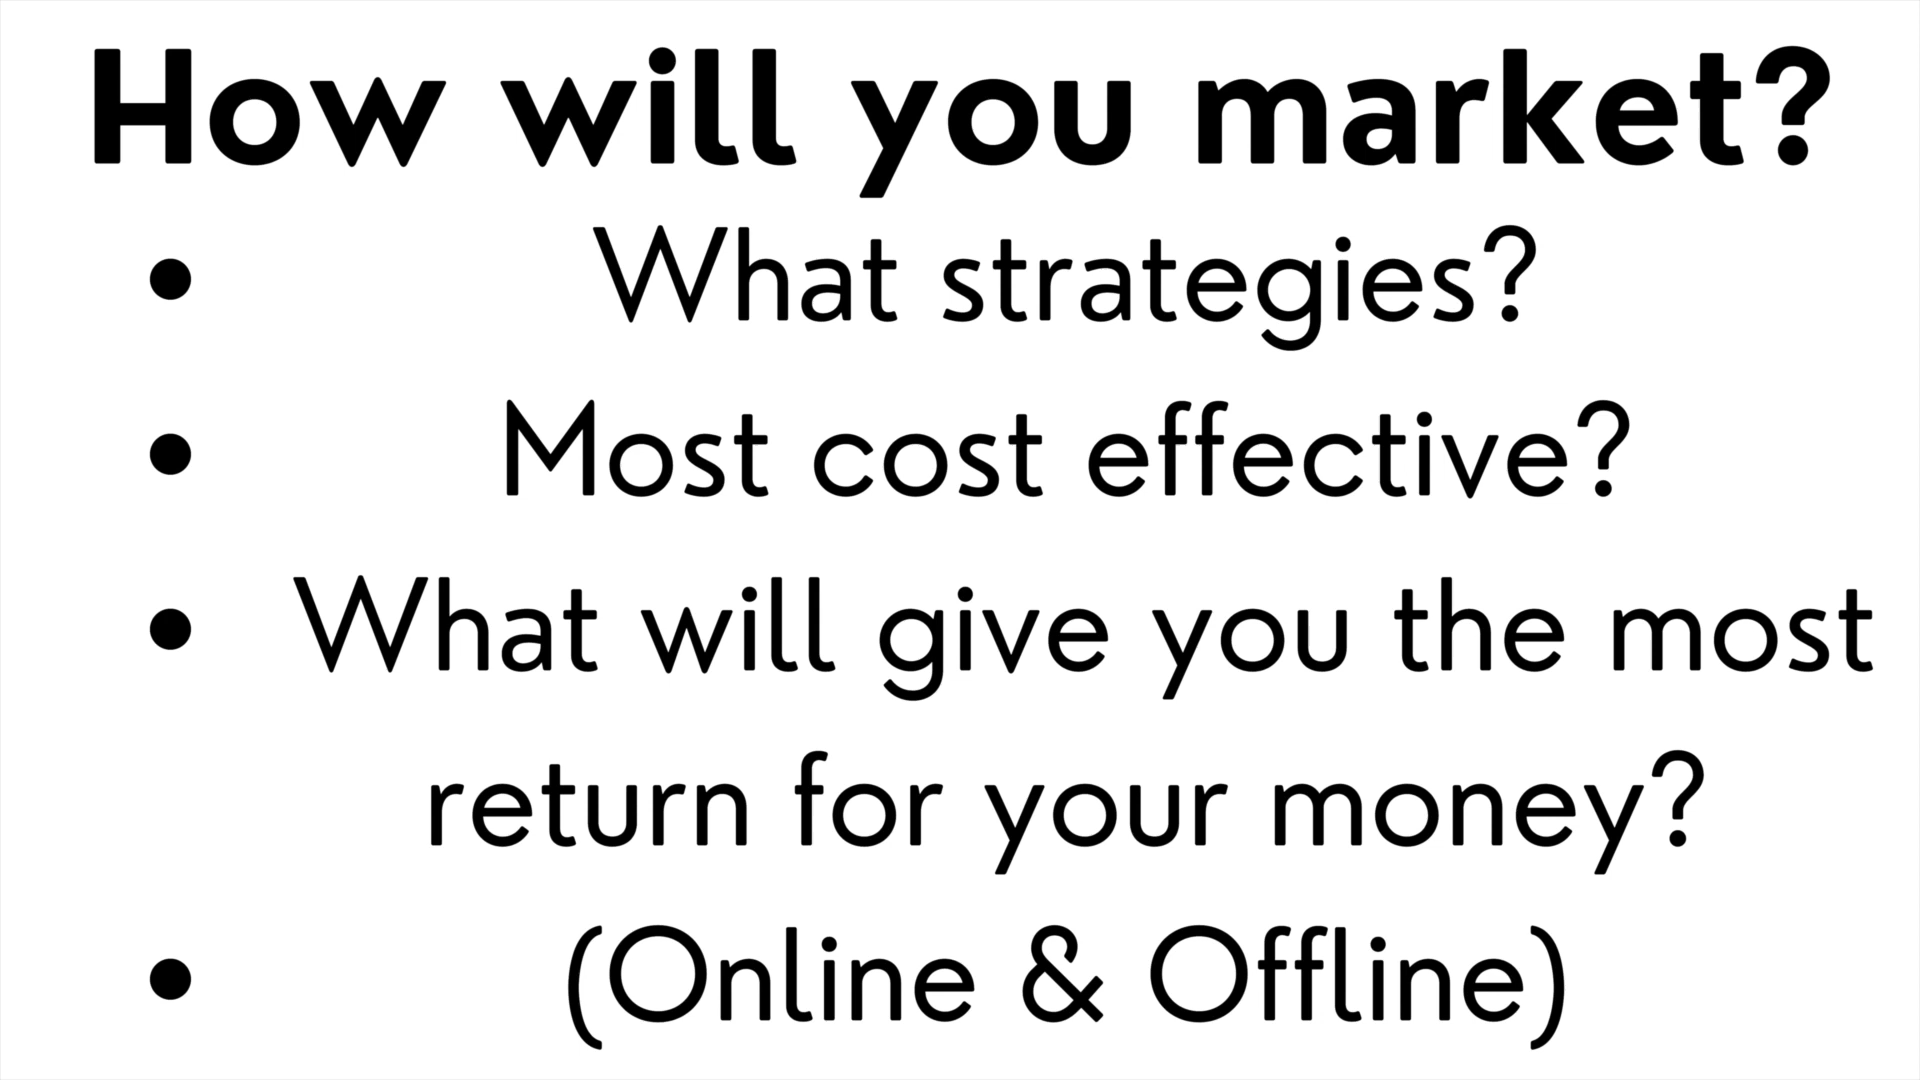 How will you market?
• What strategies?
• Most cost effective?
• What will give you the most
return for your money?
• (Online & Offline)